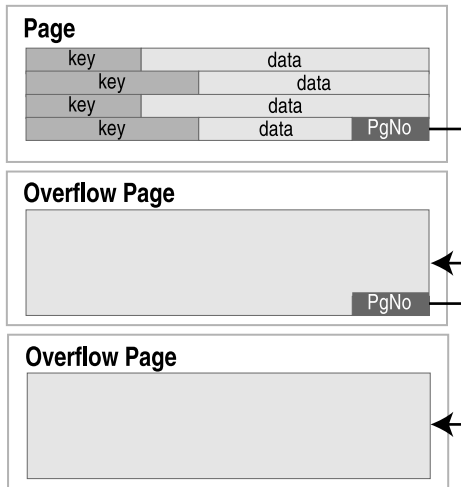 Page
key data
key data
key data
key data PgNo
Overflow Page
PgNo
Overflow Page